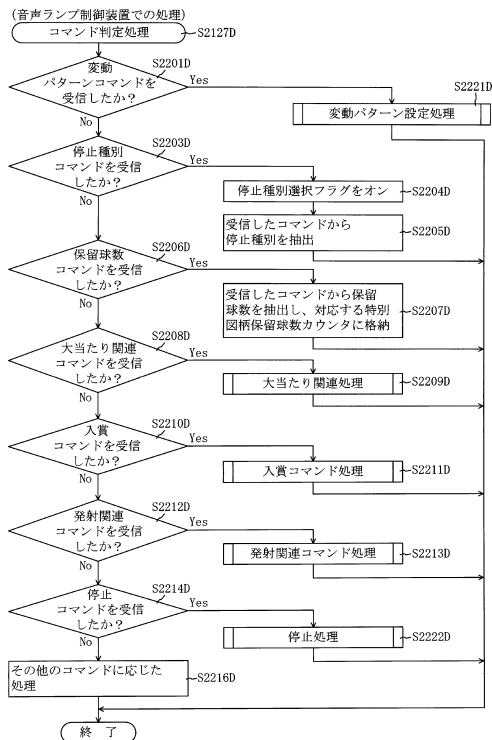 (音声ランプ制御装置での処理)
コマンド判定処理
S2127D
変動
パターンコマンドを
受信したか？
S2201D
Yes
No
S2221D
変動パターン設定処理
停止種別
コマンドを受信
したか？
S2203D
Yes
No
停止種別選択フラグをオン
S2204D
受信したコマンドから
停止種別を抽出
S2205D
保留球数
コマンドを受信
したか？
S2206D
Yes
No
受信したコマンドから保留
球数を抽出し、対応する特別
図柄保留球数カウンタに格納
S2207D
大当たり関連
コマンドを受信
したか？
S2208D
Yes
No
大当たり関連処理
S2209D
入賞
コマンドを受信
したか？
S2210D
Yes
No
入賞コマンド処理
S2211D
発射関連
コマンドを受信
したか？
S2212D
Yes
No
発射関連コマンド処理
S2213D
停止
コマンドを受信
したか？
S2214D
Yes
No
停止処理
S2222D
その他のコマンドに応じた
処理
S2216D
終 了